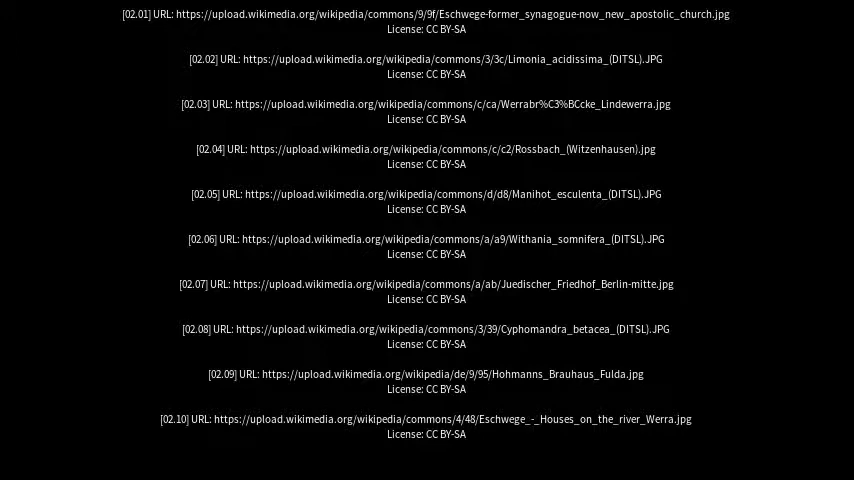 [02.01] URL: https://upload.wikimedia.org/wikipedia/commons/9/9f/Eschwege-former_synagogue-now_new_apostolic_church.jpg
License: CC BY-SA
[02.02] URL: https://upload.wikimedia.org/wikipedia/commons/3/3c/Limonia_acidissima_(DITSL).JPG
License: CC BY-SA
[02.03] URL: https://upload.wikimedia.org/wikipedia/commons/c/ca/Werrabr%C3%BCcke_Lindewerra.jpg
License: CC BY-SA
[02.04] URL: https://upload.wikimedia.org/wikipedia/commons/c/c2/Rossbach_(Witzenhausen).jpg
License: CC BY-SA
[02.05] URL: https://upload.wikimedia.org/wikipedia/commons/d/d8/Manihot_esculenta_(DITSL).JPG
License: CC BY-SA
[02.06] URL: https://upload.wikimedia.org/wikipedia/commons/a/a9/Withania_somnifera_(DITSL).JPG
License: CC BY-SA
[02.07] URL: https://upload.wikimedia.org/wikipedia/commons/a/ab/Juedischer_Friedhof_Berlin-mitte.jpg
License: CC BY-SA
[02.08] URL: https://upload.wikimedia.org/wikipedia/commons/3/39/Cyphomandra_betacea_(DITSL).JPG
License: CC BY-SA
[02.09] URL: https://upload.wikimedia.org/wikipedia/de/9/95/Hohmanns_Brauhaus_Fulda.jpg
License: CC BY-SA
[02.10] URL: https://upload.wikimedia.org/wikipedia/commons/4/48/Eschwege_-_Houses_on_the_river_Werra.jpg
License: CC BY-SA